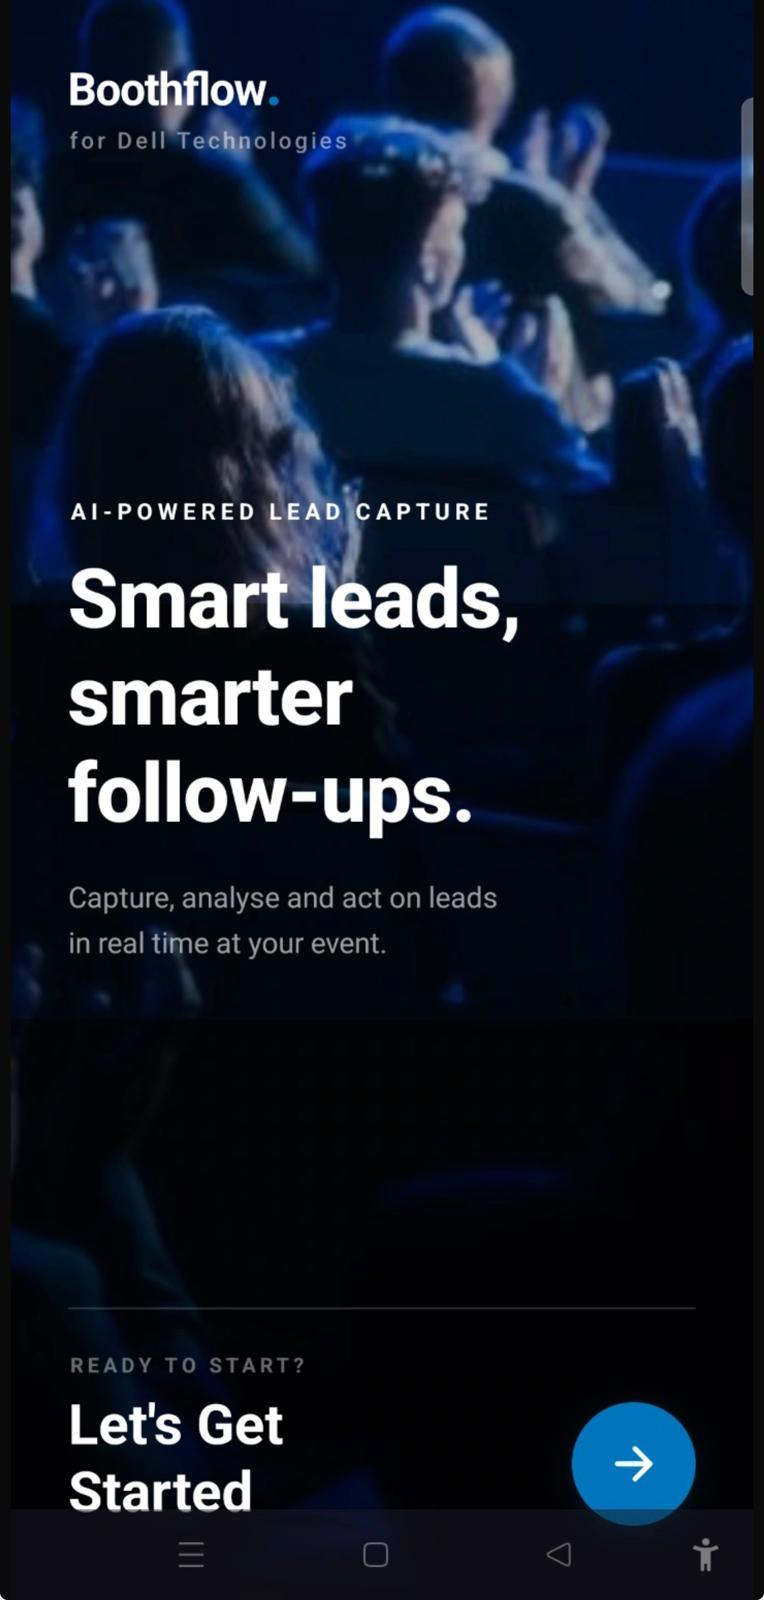 Boothflow.
for Dell Technologies
AI-POWERED LEAD CAPTURE
Smart leads,
smarter
follow-ups.
Capture, analyse and act on leads
in real time at your event.
READY TO START?
Let's Get
Started